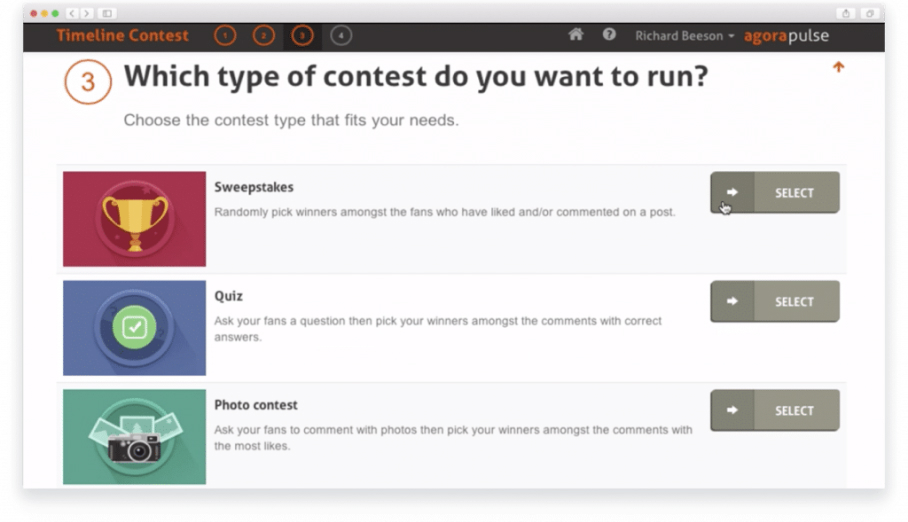 Timeline Contest 1 2 3 4 Richard Beeson agorapulse
3 Which type of contest do you want to run?
Choose the contest type that fits your needs.
Sweepstakes
Randomly pick winners amongst the fans who have liked and/or commented on a post.
SELECT
Quiz
Ask your fans a question then pick your winners amongst the comments with correct
answers.
SELECT
Photo contest
Ask your fans to comment with photos then pick your winners amongst the comments with
the most likes.
SELECT